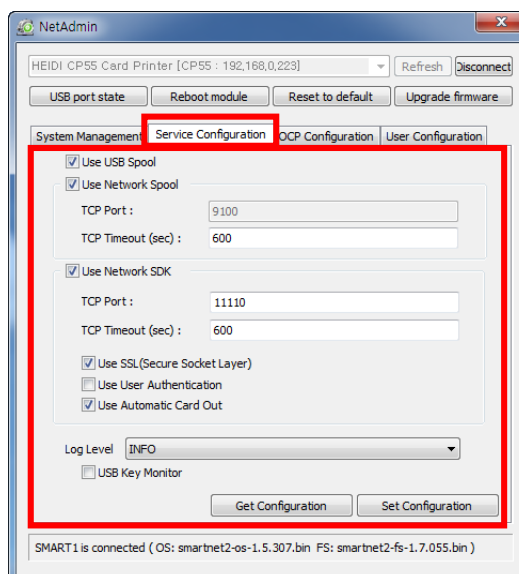 NetAdmin
HEIDI CP55 Card Printer [CP55 : 192,168,0,223]
Refresh
Disconnect
USB port state
Reboot module
Reset to default
Upgrade firmware
System Management
Service Configuration
OCP Configuration
User Configuration
Use USB Spool
Use Network Spool
TCP Port : 9100
TCP Timeout (sec) : 600
Use Network SDK
TCP Port : 11110
TCP Timeout (sec) : 600
Use SSL(Secure Socket Layer)
Use User Authentication
Use Automatic Card Out
Log Level INFO
USB Key Monitor
Get Configuration
Set Configuration
SMART1 is connected ( OS: smartnet2-os-1.5.307.bin FS: smartnet2-fs-1.7.055.bin )